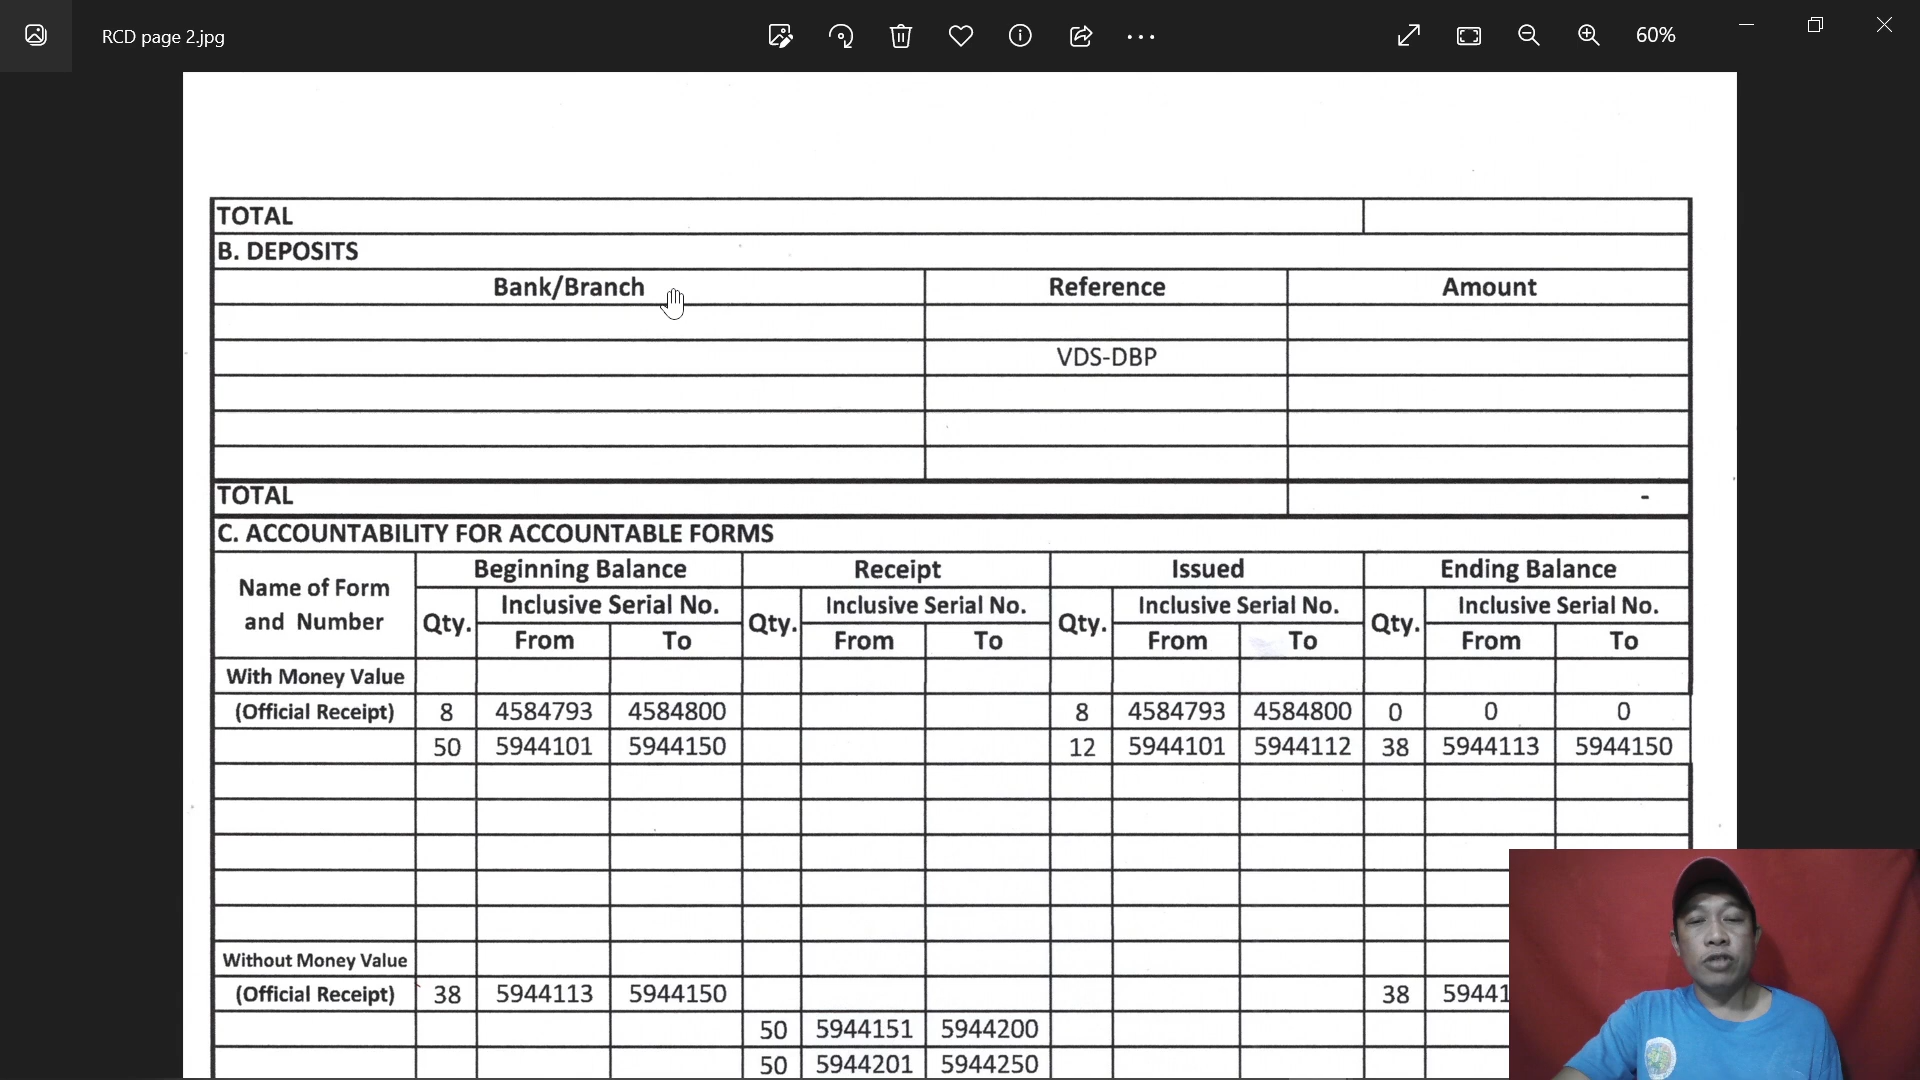 RCD page 2.jpg
60%
TOTAL
B. DEPOSITS
Bank/Branch Reference Amount
VDS-DBP
TOTAL -
C. ACCOUNTABILITY FOR ACCOUNTABLE FORMS
Name of Form and Number Beginning Balance Receipt Issued Ending Balance
Qty. Inclusive Serial No. Qty. Inclusive Serial No. Qty. Inclusive Serial No. Qty. Inclusive Serial No.
From To From To From To From To
With Money Value
(Official Receipt) 8 4584793 4584800 8 4584793 4584800 0 0 0
50 5944101 5944150 12 5944101 5944112 38 5944113 5944150
Without Money Value
(Official Receipt) 38 5944113 5944150 38 59441
50 5944151 5944200
50 5944201 5944250